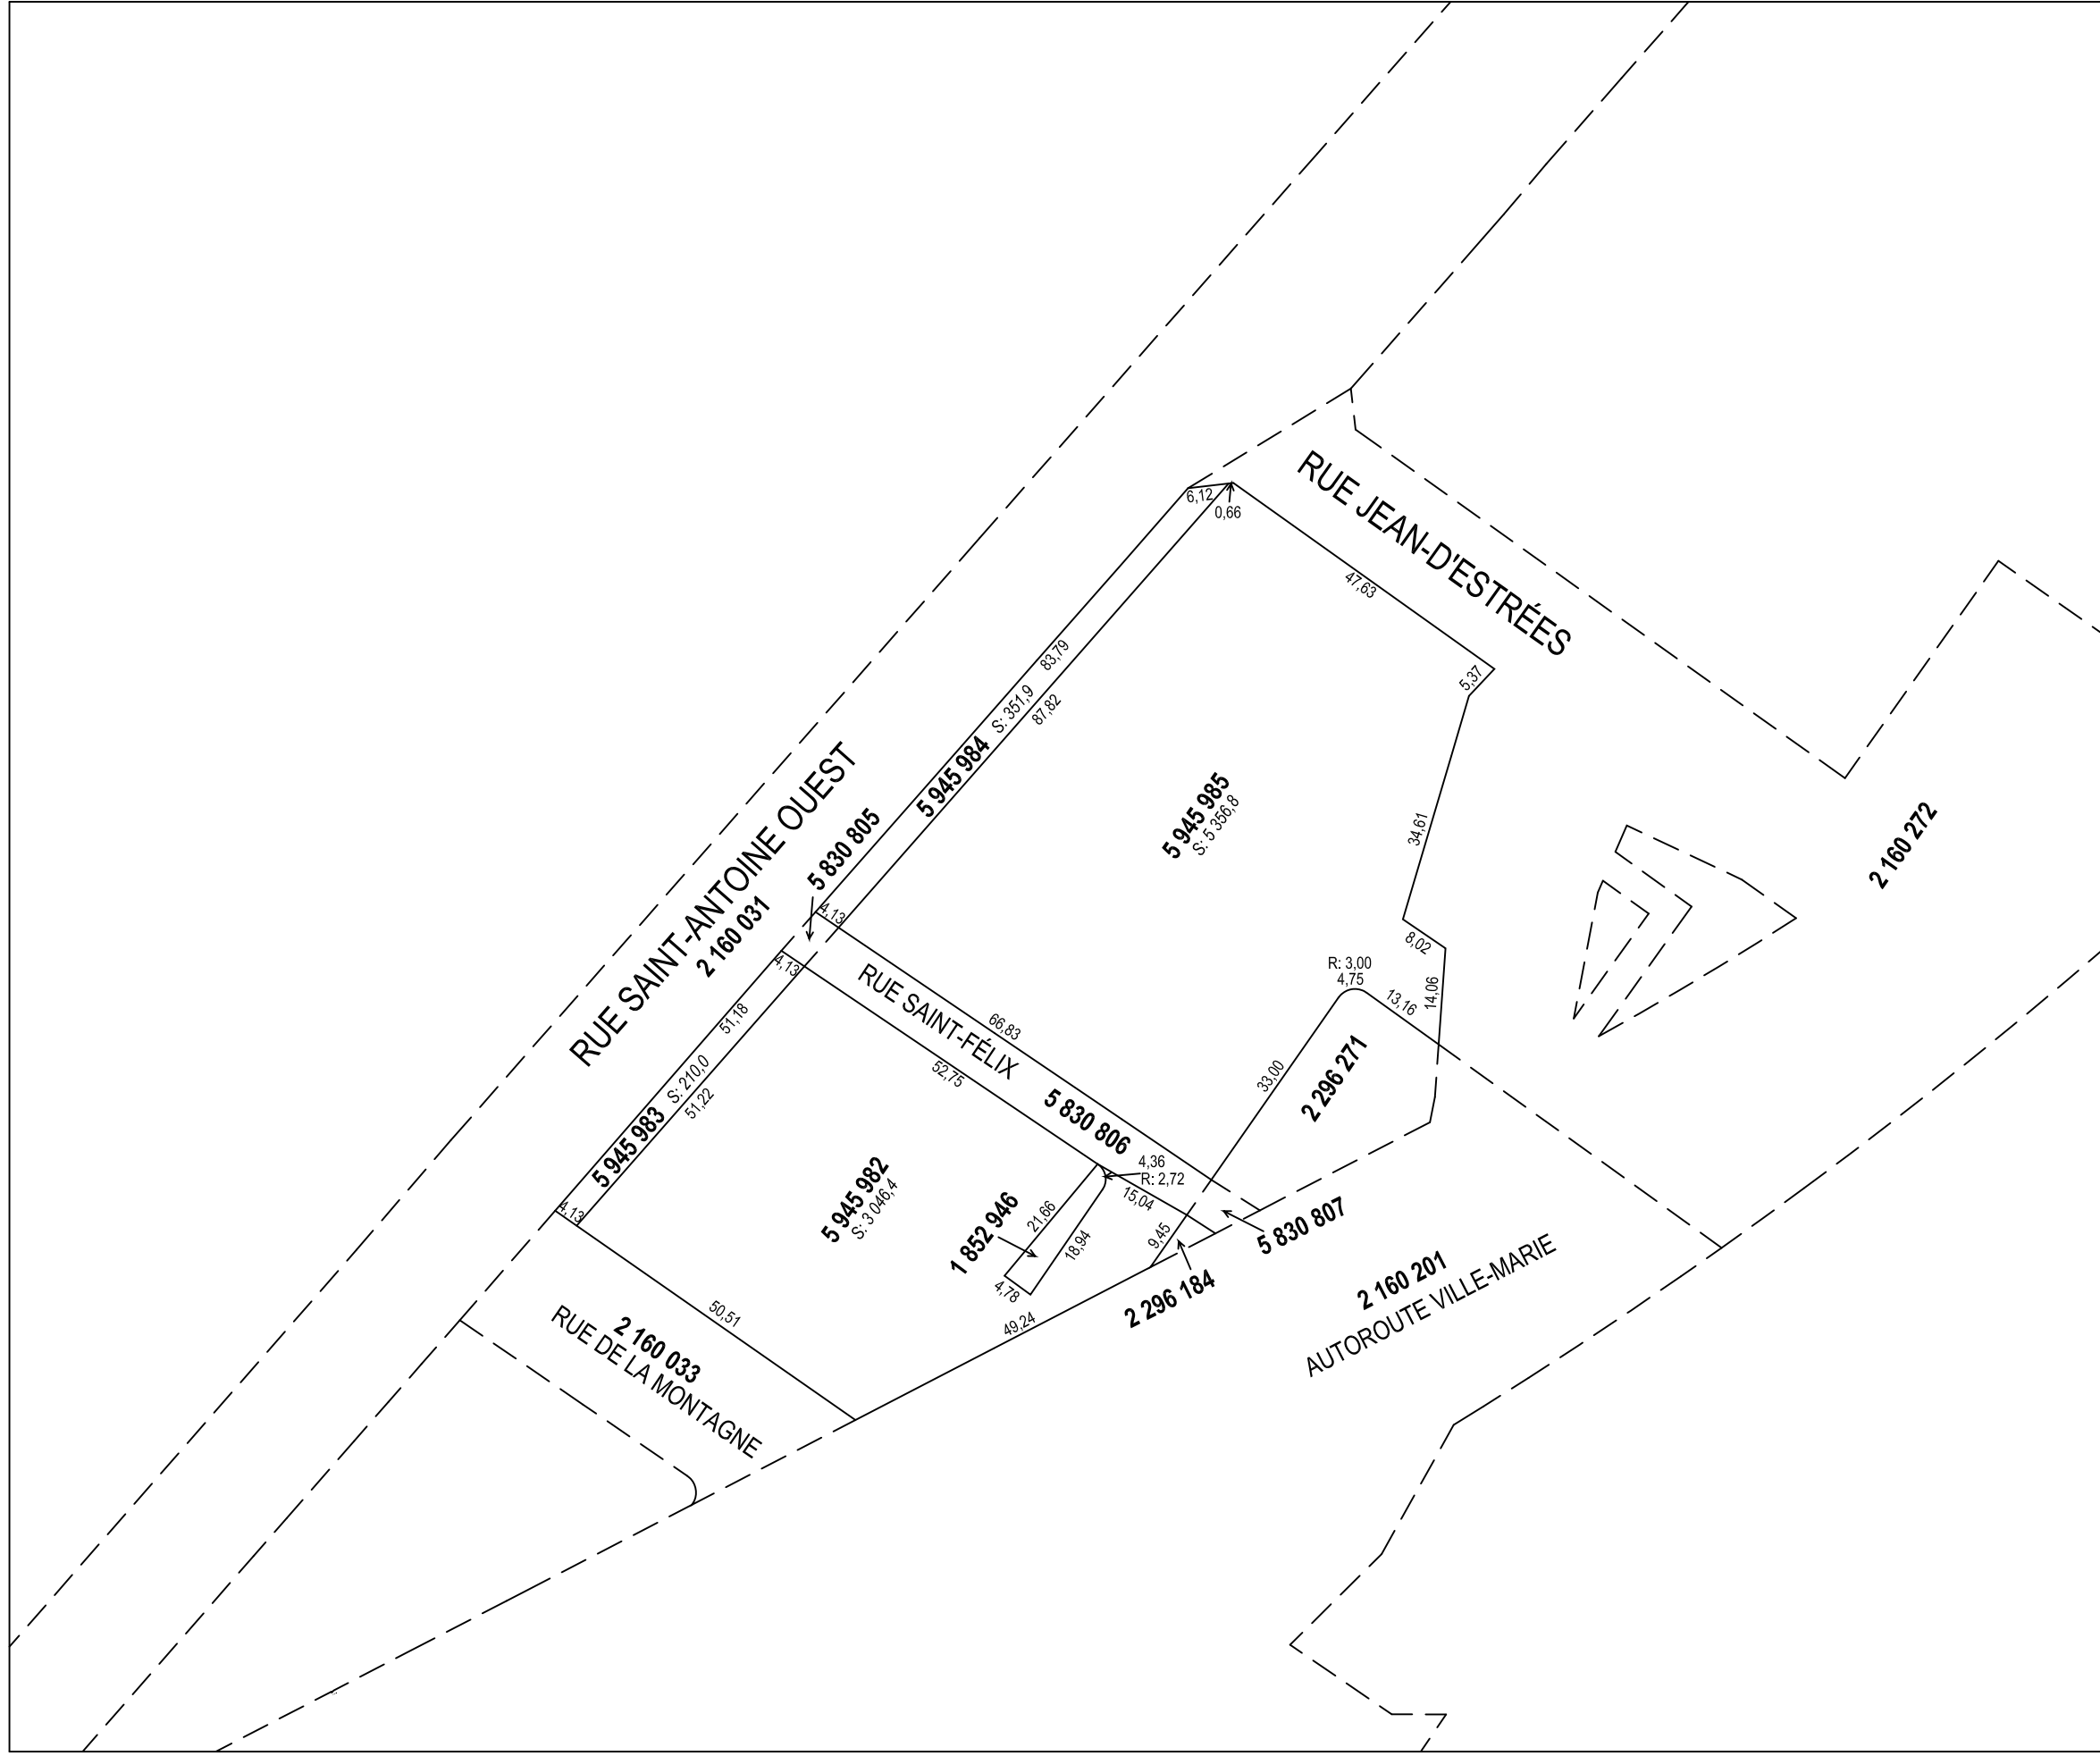 6,12
0,66
RUE JEAN-D'ESTRÉES
47,63
5,37
83,79
S: 351,9
87,82
5 945 984
5 945 985
S: 5 356,8
34,61
2 160 272
RUE SAINT-ANTOINE OUEST
2 160 031
5 830 805
4,13
4,13
8,02
14,06
R: 3,00
4,75
13,16
RUE SAINT-FÉLIX
66,83
52,75
5 830 806
33,00
2 296 271
51,18
S: 210,0
51,22
5 945 983
4,13
5 945 982
S: 3 046,4
4,36
R: 2,72
15,04
1 852 946
21,66
18,94
4,78
9,45
5 830 807
2 296 184
49,24
50,51
2 160 033
RUE DE LA MONTAGNE
2 160 201
AUTOROUTE VILLE-MARIE